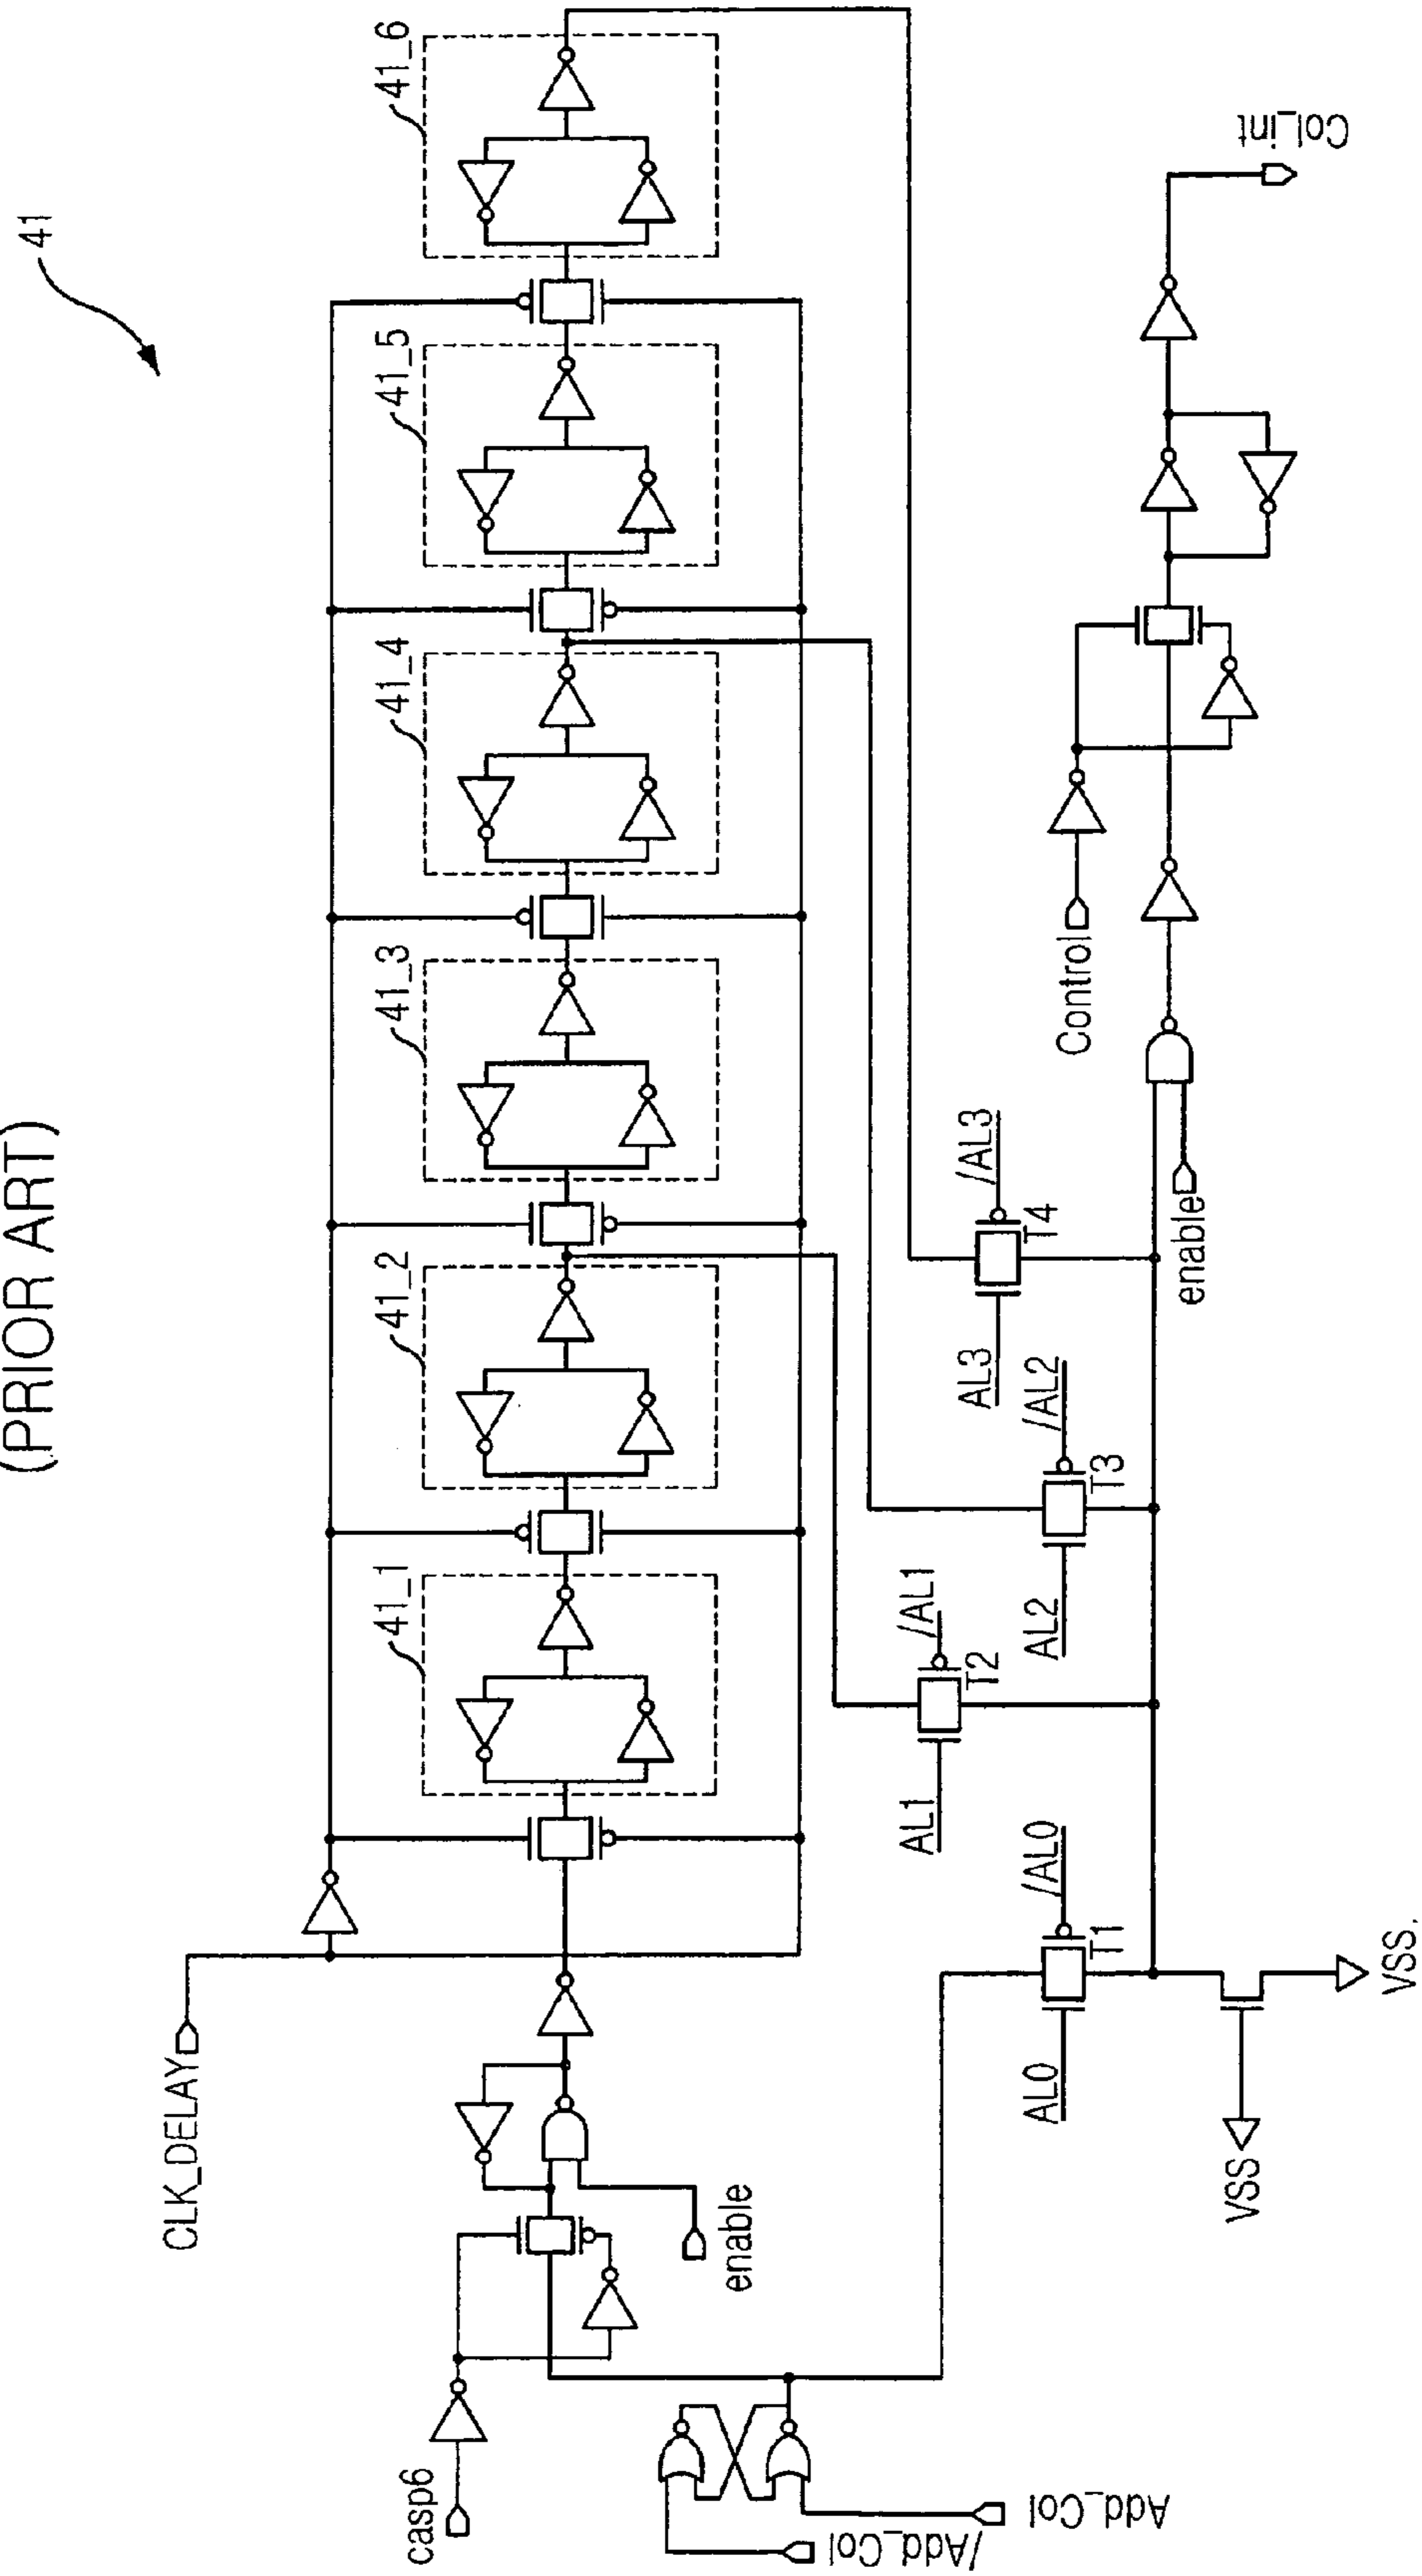 (PRIOR ART)
41
CLK_DELAY
casp6
enable
/Add_Col
Add_Col
41_1
41_2
41_3
41_4
41_5
41_6
AL0
/AL0
T1
AL1
/AL1
T2
AL2
/AL2
T3
AL3
/AL3
T4
VSS
VSS.
enable
Control
Col_int